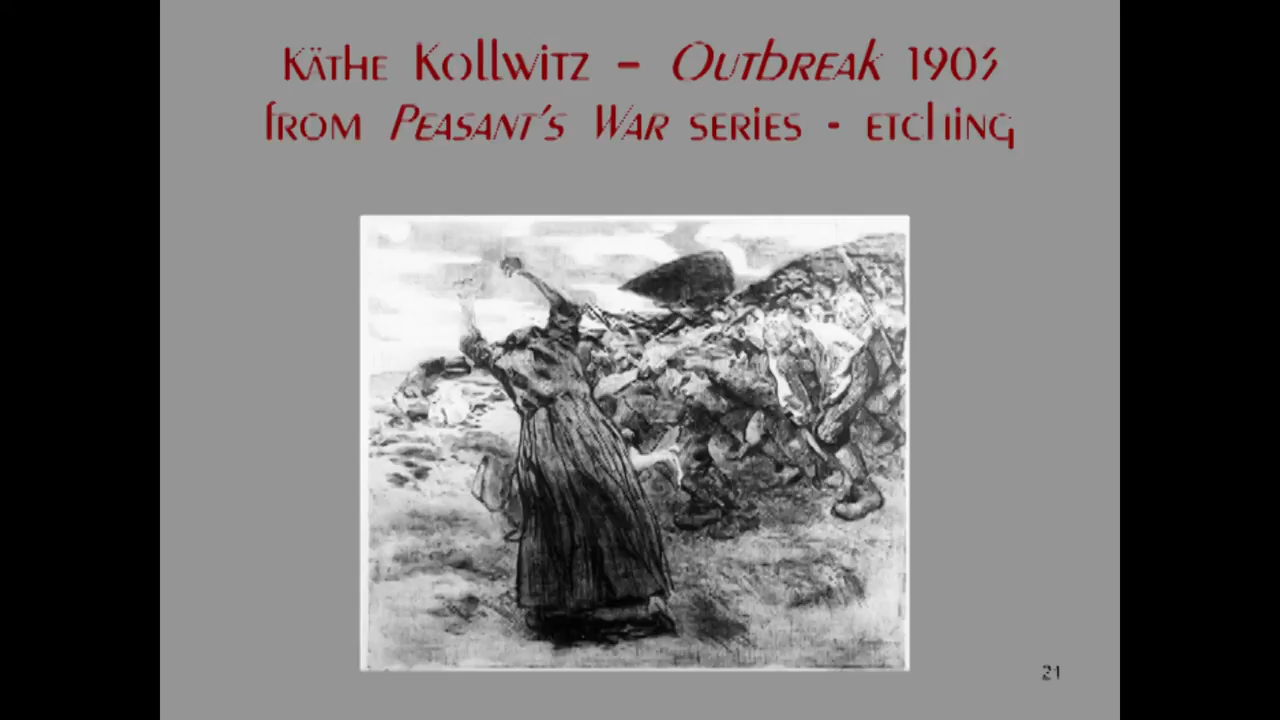 Käthe Kollwitz – Outbreak 1903
from Peasant's War series - etching
21